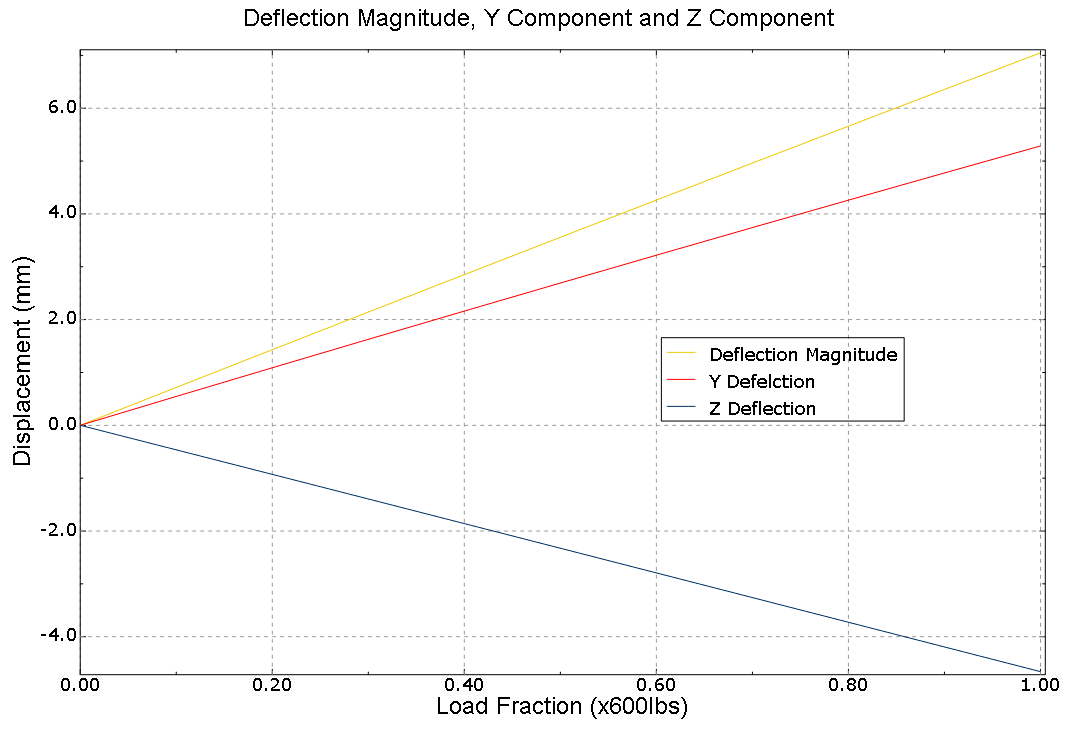 Deflection Magnitude, Y Component and Z Component
Displacement (mm)
6.0
4.0
2.0
0.0
-2.0
-4.0
Deflection Magnitude
Y Defelction
Z Deflection
0.00 0.20 0.40 0.60 0.80 1.00
Load Fraction (x600lbs)